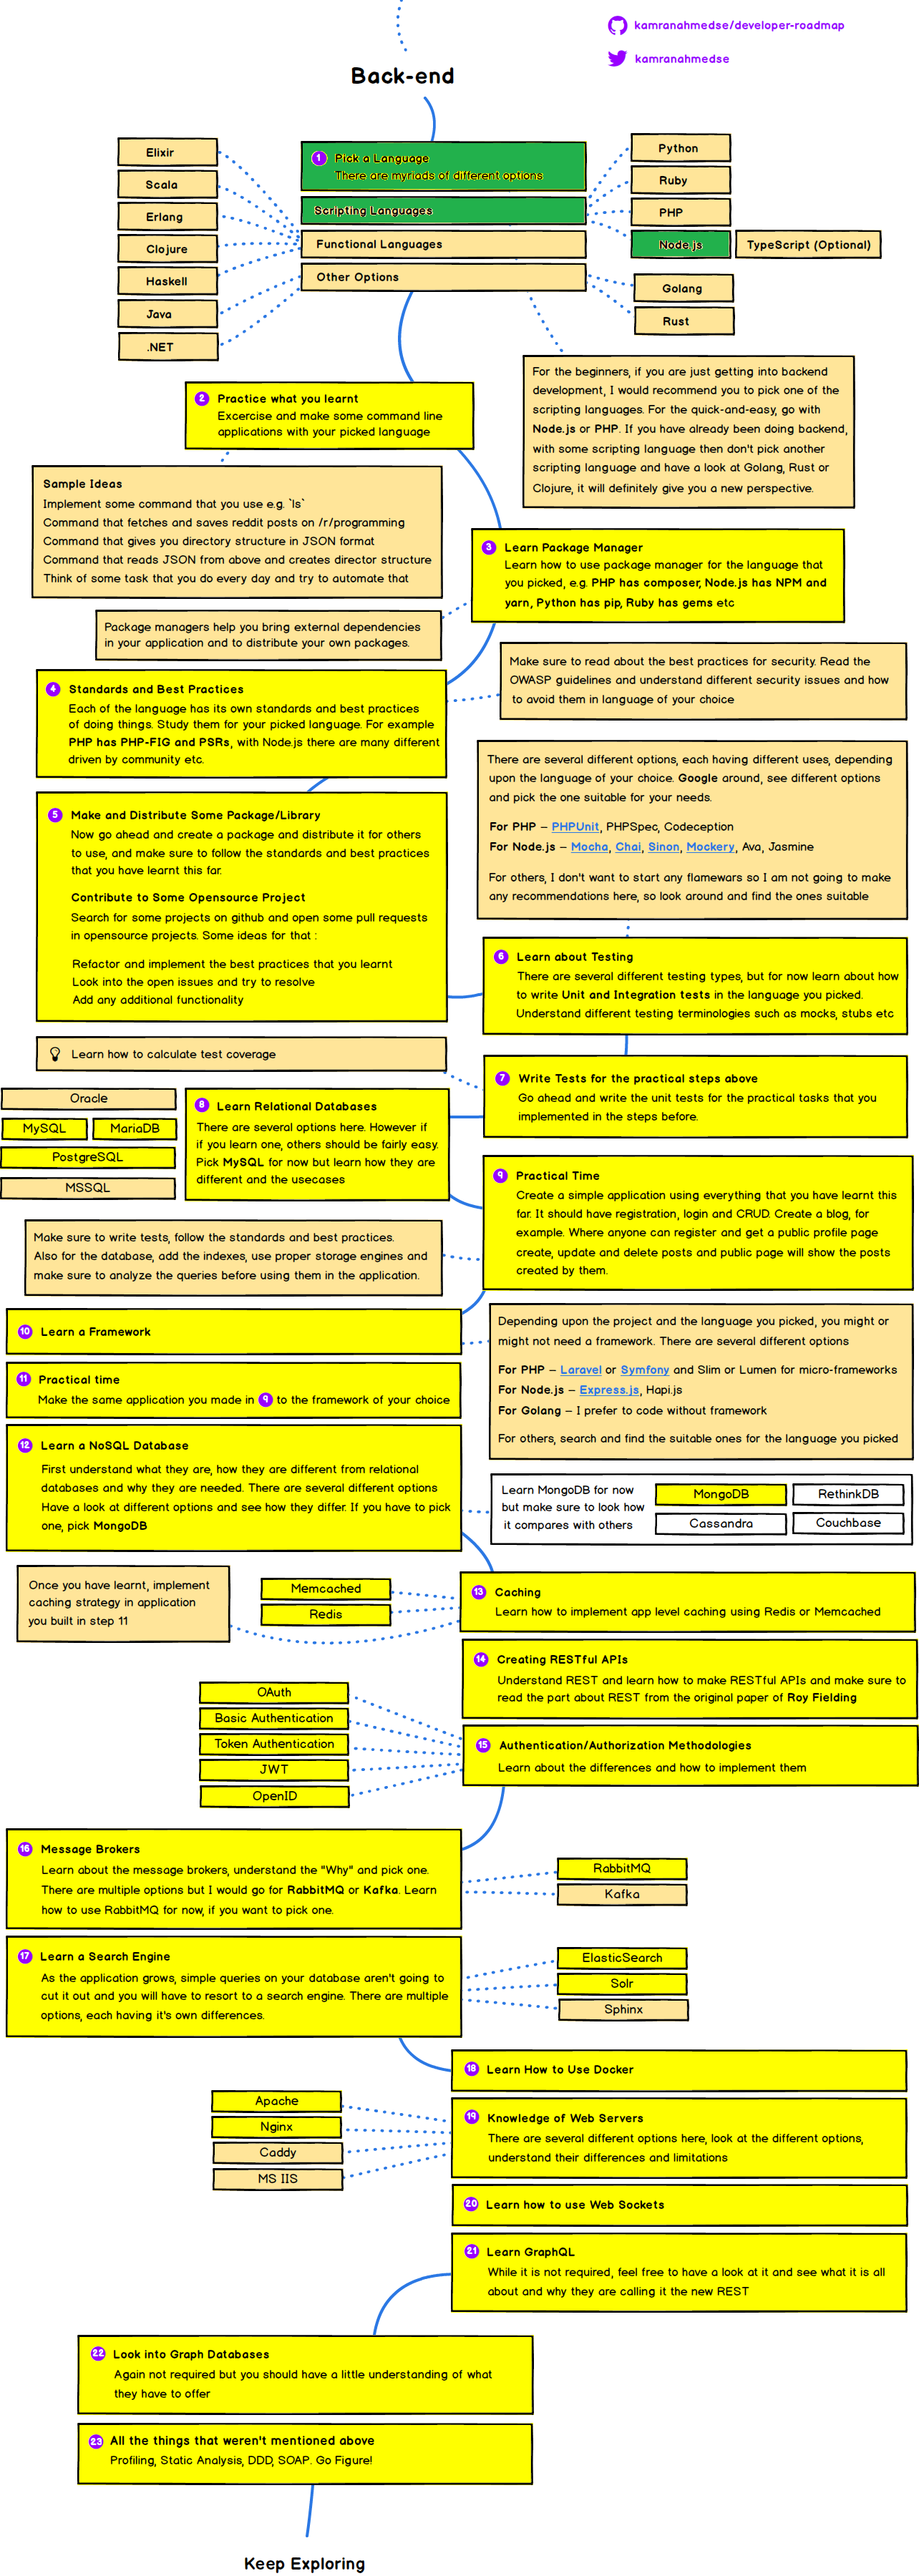 kamranahmedse/developer-roadmap
kamranahmedse
Back-end
1 Pick a Language
There are myriads of different options
Scripting Languages
Functional Languages
Other Options
Elixir
Scala
Erlang
Clojure
Haskell
Java
.NET
Python
Ruby
PHP
Node.js
TypeScript (Optional)
Golang
Rust
For the beginners, if you are just getting into backend
development, I would recommend you to pick one of the
scripting languages. For the quick-and-easy, go with
Node.js or PHP. If you have already been doing backend,
with some scripting language then don't pick another
scripting language and have a look at Golang, Rust or
Clojure, it will definitely give you a new perspective.
2 Practice what you learnt
Excercise and make some command line
applications with your picked language
Sample Ideas
Implement some command that you use e.g. `ls`
Command that fetches and saves reddit posts on /r/programming
Command that gives you directory structure in JSON format
Command that reads JSON from above and creates director structure
Think of some task that you do every day and try to automate that
3 Learn Package Manager
Learn how to use package manager for the language that
you picked, e.g. PHP has composer, Node.js has NPM and
yarn, Python has pip, Ruby has gems etc
Package managers help you bring external dependencies
in your application and to distribute your own packages.
4 Standards and Best Practices
Each of the language has its own standards and best practices
of doing things. Study them for your picked language. For example
PHP has PHP-FIG and PSRs, with Node.js there are many different
driven by community etc.
Make sure to read about the best practices for security. Read the
OWASP guidelines and understand different security issues and how
to avoid them in language of your choice
5 Make and Distribute Some Package/Library
Now go ahead and create a package and distribute it for others
to use, and make sure to follow the standards and best practices
that you have learnt this far.
Contribute to Some Opensource Project
Search for some projects on github and open some pull requests
in opensource projects. Some ideas for that :
Refactor and implement the best practices that you learnt
Look into the open issues and try to resolve
Add any additional functionality
There are several different options, each having different uses, depending
upon the language of your choice. Google around, see different options
and pick the one suitable for your needs.
For PHP – PHPUnit, PHPSpec, Codeception
For Node.js – Mocha, Chai, Sinon, Mockery, Ava, Jasmine
For others, I don't want to start any flamewars so I am not going to make
any recommendations here, so look around and find the ones suitable
6 Learn about Testing
There are several different testing types, but for now learn about how
to write Unit and Integration tests in the language you picked.
Understand different testing terminologies such as mocks, stubs etc
Learn how to calculate test coverage
7 Write Tests for the practical steps above
Go ahead and write the unit tests for the practical tasks that you
implemented in the steps before.
8 Learn Relational Databases
There are several options here. However if
if you learn one, others should be fairly easy.
Pick MySQL for now but learn how they are
different and the usecases
Oracle
MySQL
MariaDB
PostgreSQL
MSSQL
9 Practical Time
Create a simple application using everything that you have learnt this
far. It should have registration, login and CRUD. Create a blog, for
example. Where anyone can register and get a public profile page
create, update and delete posts and public page will show the posts
created by them.
Make sure to write tests, follow the standards and best practices.
Also for the database, add the indexes, use proper storage engines and
make sure to analyze the queries before using them in the application.
10 Learn a Framework
Depending upon the project and the language you picked, you might or
might not need a framework. There are several different options
For PHP – Laravel or Symfony and Slim or Lumen for micro-frameworks
For Node.js – Express.js, Hapi.js
For Golang – I prefer to code without framework
For others, search and find the suitable ones for the language you picked
11 Practical time
Make the same application you made in 9 to the framework of your choice
12 Learn a NoSQL Database
First understand what they are, how they are different from relational
databases and why they are needed. There are several different options
Have a look at different options and see how they differ. If you have to pick
one, pick MongoDB
Learn MongoDB for now
but make sure to look how
it compares with others
MongoDB
RethinkDB
Cassandra
Couchbase
13 Caching
Learn how to implement app level caching using Redis or Memcached
Memcached
Redis
Once you have learnt, implement
caching strategy in application
you built in step 11
14 Creating RESTful APIs
Understand REST and learn how to make RESTful APIs and make sure to
read the part about REST from the original paper of Roy Fielding
15 Authentication/Authorization Methodologies
Learn about the differences and how to implement them
OAuth
Basic Authentication
Token Authentication
JWT
OpenID
16 Message Brokers
Learn about the message brokers, understand the "Why" and pick one.
There are multiple options but I would go for RabbitMQ or Kafka. Learn
how to use RabbitMQ for now, if you want to pick one.
RabbitMQ
Kafka
17 Learn a Search Engine
As the application grows, simple queries on your database aren't going to
cut it out and you will have to resort to a search engine. There are multiple
options, each having it's own differences.
ElasticSearch
Solr
Sphinx
18 Learn How to Use Docker
19 Knowledge of Web Servers
There are several different options here, look at the different options,
understand their differences and limitations
Apache
Nginx
Caddy
MS IIS
20 Learn how to use Web Sockets
21 Learn GraphQL
While it is not required, feel free to have a look at it and see what it is all
about and why they are calling it the new REST
22 Look into Graph Databases
Again not required but you should have a little understanding of what
they have to offer
23 All the things that weren't mentioned above
Profiling, Static Analysis, DDD, SOAP. Go Figure!
Keep Exploring